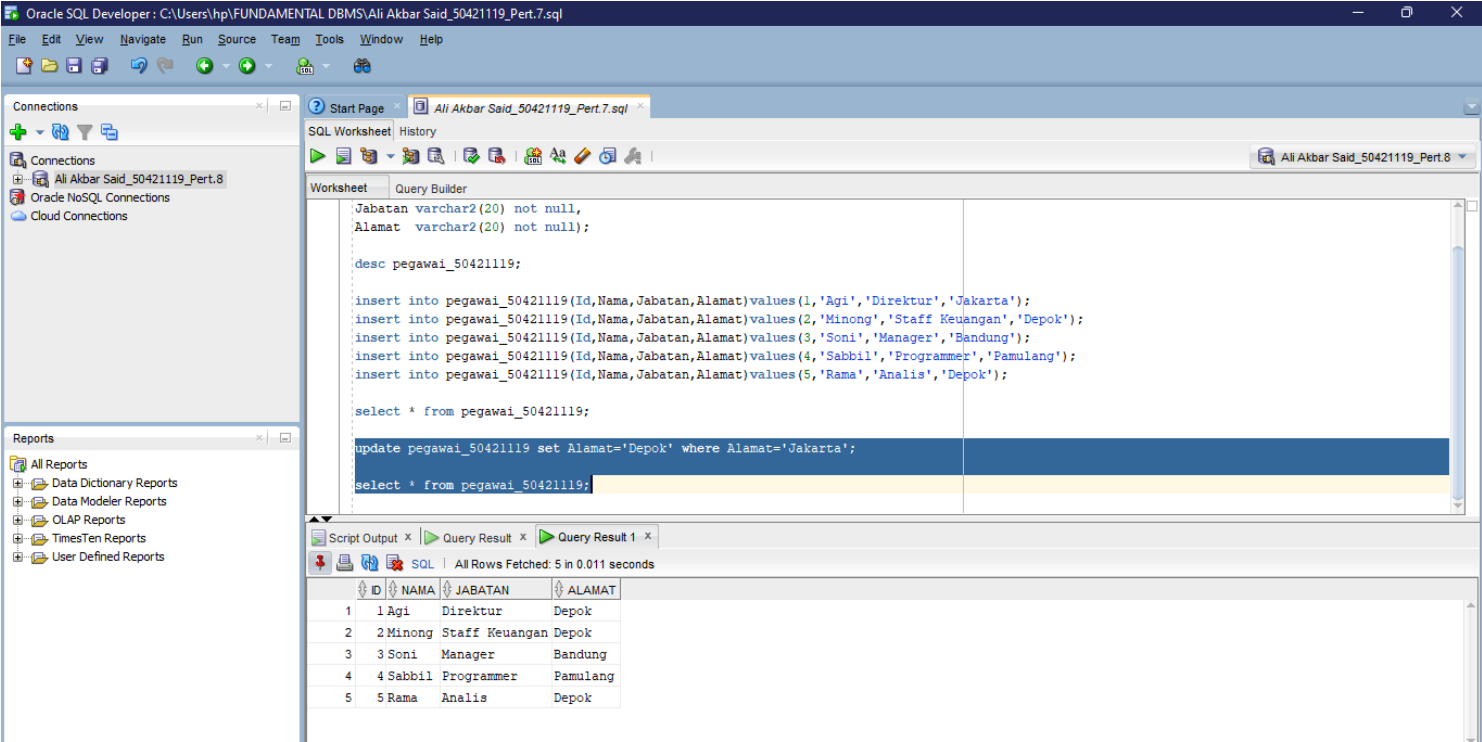 Oracle SQL Developer : C:\Users\hp\FUNDAMENTAL DBMS\Ali Akbar Said_50421119_Pert.7.sql
File Edit View Navigate Run Source Team Tools Window Help
Connections
Connections
Ali Akbar Said_50421119_Pert.8
Oracle NoSQL Connections
Cloud Connections
Reports
All Reports
Data Dictionary Reports
Data Modeler Reports
OLAP Reports
TimesTen Reports
User Defined Reports
Start Page Ali Akbar Said_50421119_Pert.7.sql
SQL Worksheet History
Ali Akbar Said_50421119_Pert.8
Worksheet Query Builder
Jabatan varchar2(20) not null,
Alamat varchar2(20) not null);
desc pegawai_50421119;
insert into pegawai_50421119(Id,Nama,Jabatan,Alamat)values(1,'Agi','Direktur','Jakarta');
insert into pegawai_50421119(Id,Nama,Jabatan,Alamat)values(2,'Minong','Staff Keuangan','Depok');
insert into pegawai_50421119(Id,Nama,Jabatan,Alamat)values(3,'Soni','Manager','Bandung');
insert into pegawai_50421119(Id,Nama,Jabatan,Alamat)values(4,'Sabbil','Programmer','Pamulang');
insert into pegawai_50421119(Id,Nama,Jabatan,Alamat)values(5,'Rama','Analis','Depok');
select * from pegawai_50421119;
update pegawai_50421119 set Alamat='Depok' where Alamat='Jakarta';
select * from pegawai_50421119;
Script Output x Query Result x Query Result 1 x
SQL | All Rows Fetched: 5 in 0.011 seconds
ID NAMA JABATAN ALAMAT
1 1 Agi Direktur Depok
2 2 Minong Staff Keuangan Depok
3 3 Soni Manager Bandung
4 4 Sabbil Programmer Pamulang
5 5 Rama Analis Depok